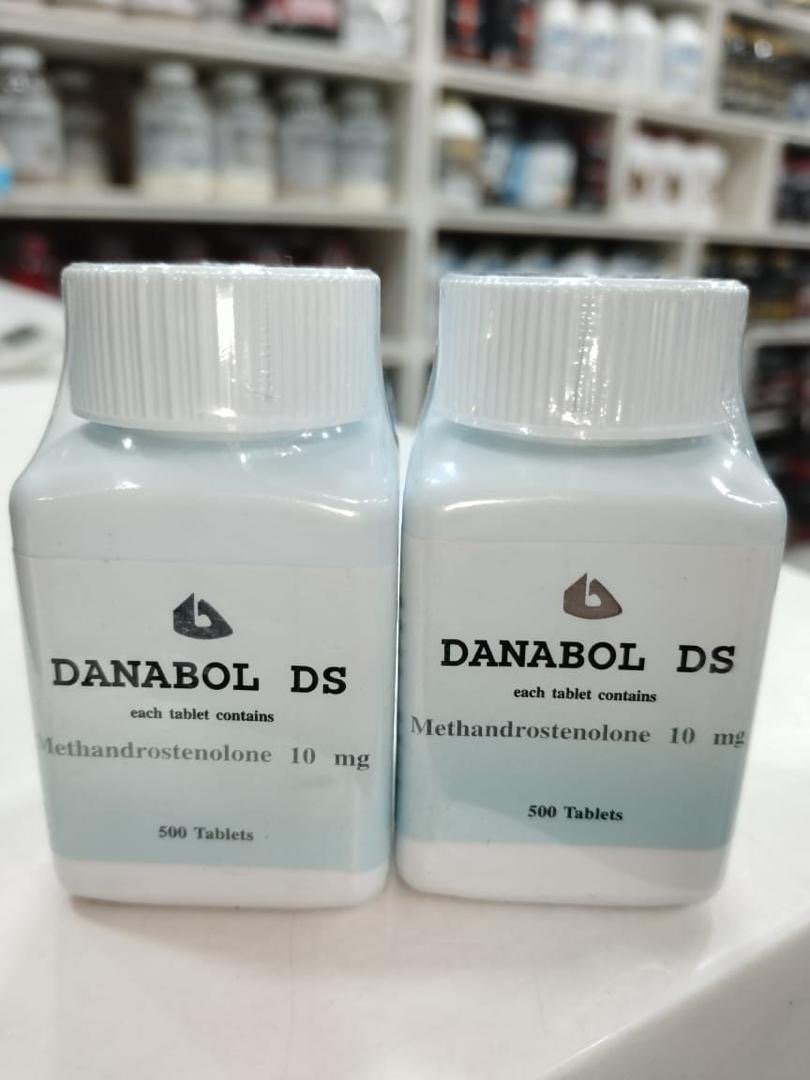 DANABOL DS
each tablet contains
Methandrostenolone 10 mg
500 Tablets
DANABOL DS
each tablet contains
Methandrostenolone 10 mg
500 Tablets